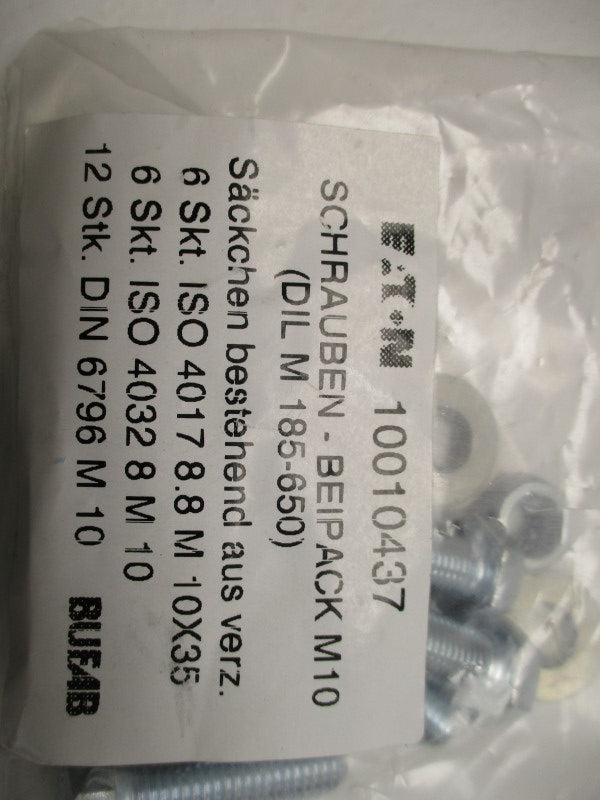 EATON 10010437
SCHRAUBEN - BEIPACK M10
(DIL M 185-650)
Säckchen bestehend aus verz.
6 Skt. ISO 4017 8.8 M 10X35
6 Skt. ISO 4032 8 M 10
12 Stk. DIN 6796 M 10